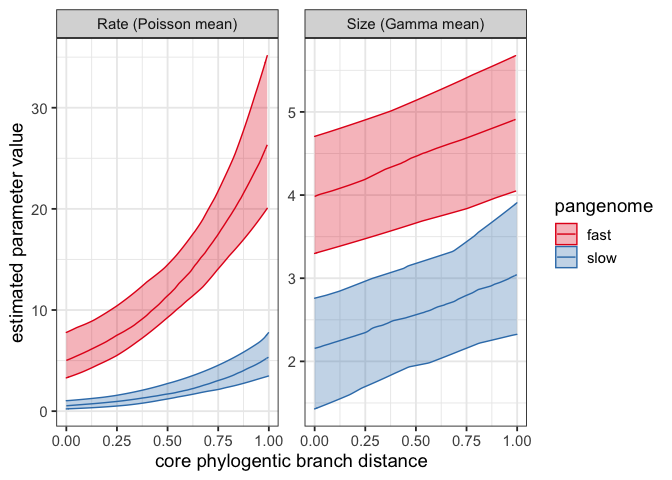 Rate (Poisson mean)
Size (Gamma mean)
estimated parameter value
30
20
10
0
5
4
3
2
0.00 0.25 0.50 0.75 1.00
0.00 0.25 0.50 0.75 1.00
core phylogentic branch distance
pangenome
fast
slow